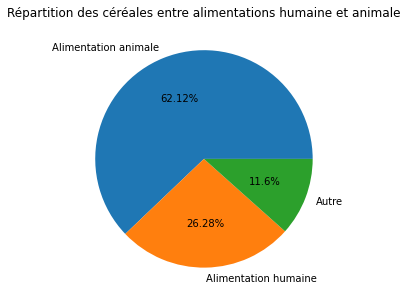 Répartition des céréales entre alimentations humaine et animale
Alimentation animale
62.12%
11.6%
Autre
26.28%
Alimentation humaine